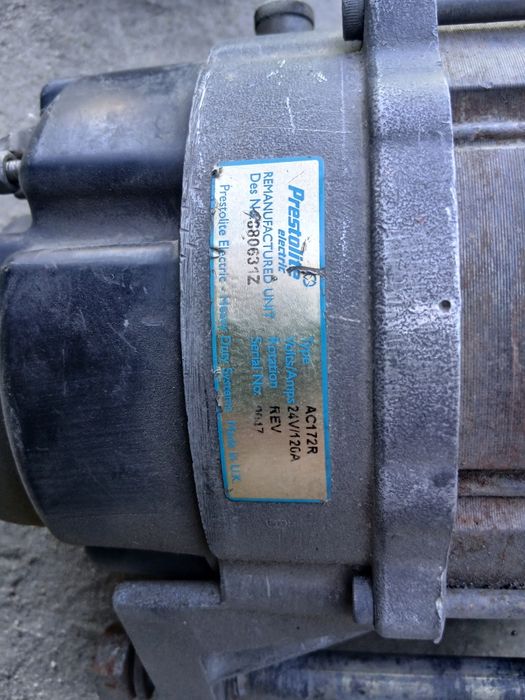 Prestolite
electric
REMANUFACTURED UNIT
Des No
Type AC172R
Volts/Amps 24V/120A
Rotation REV
Serial No.
Prestolite Electric - Heavy Duty Systems Made in U.K.